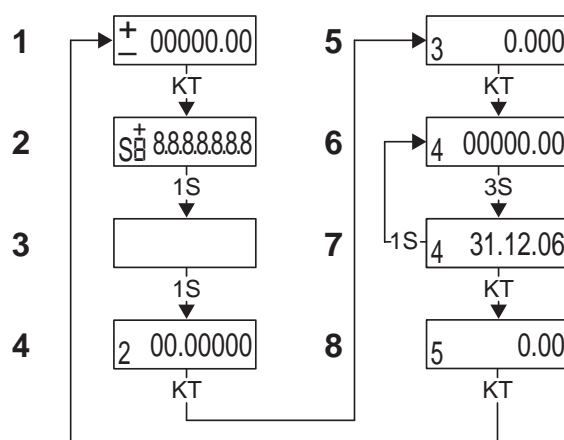 1
± 00000.00
KT
2
S8⁺ 8.8.8.8.8.8.8
1S
3
1S
4
2 00.00000
KT
5
3 0.000
KT
6
4 00000.00
3S
7
1S
4 31.12.06
KT
8
5 0.00
KT